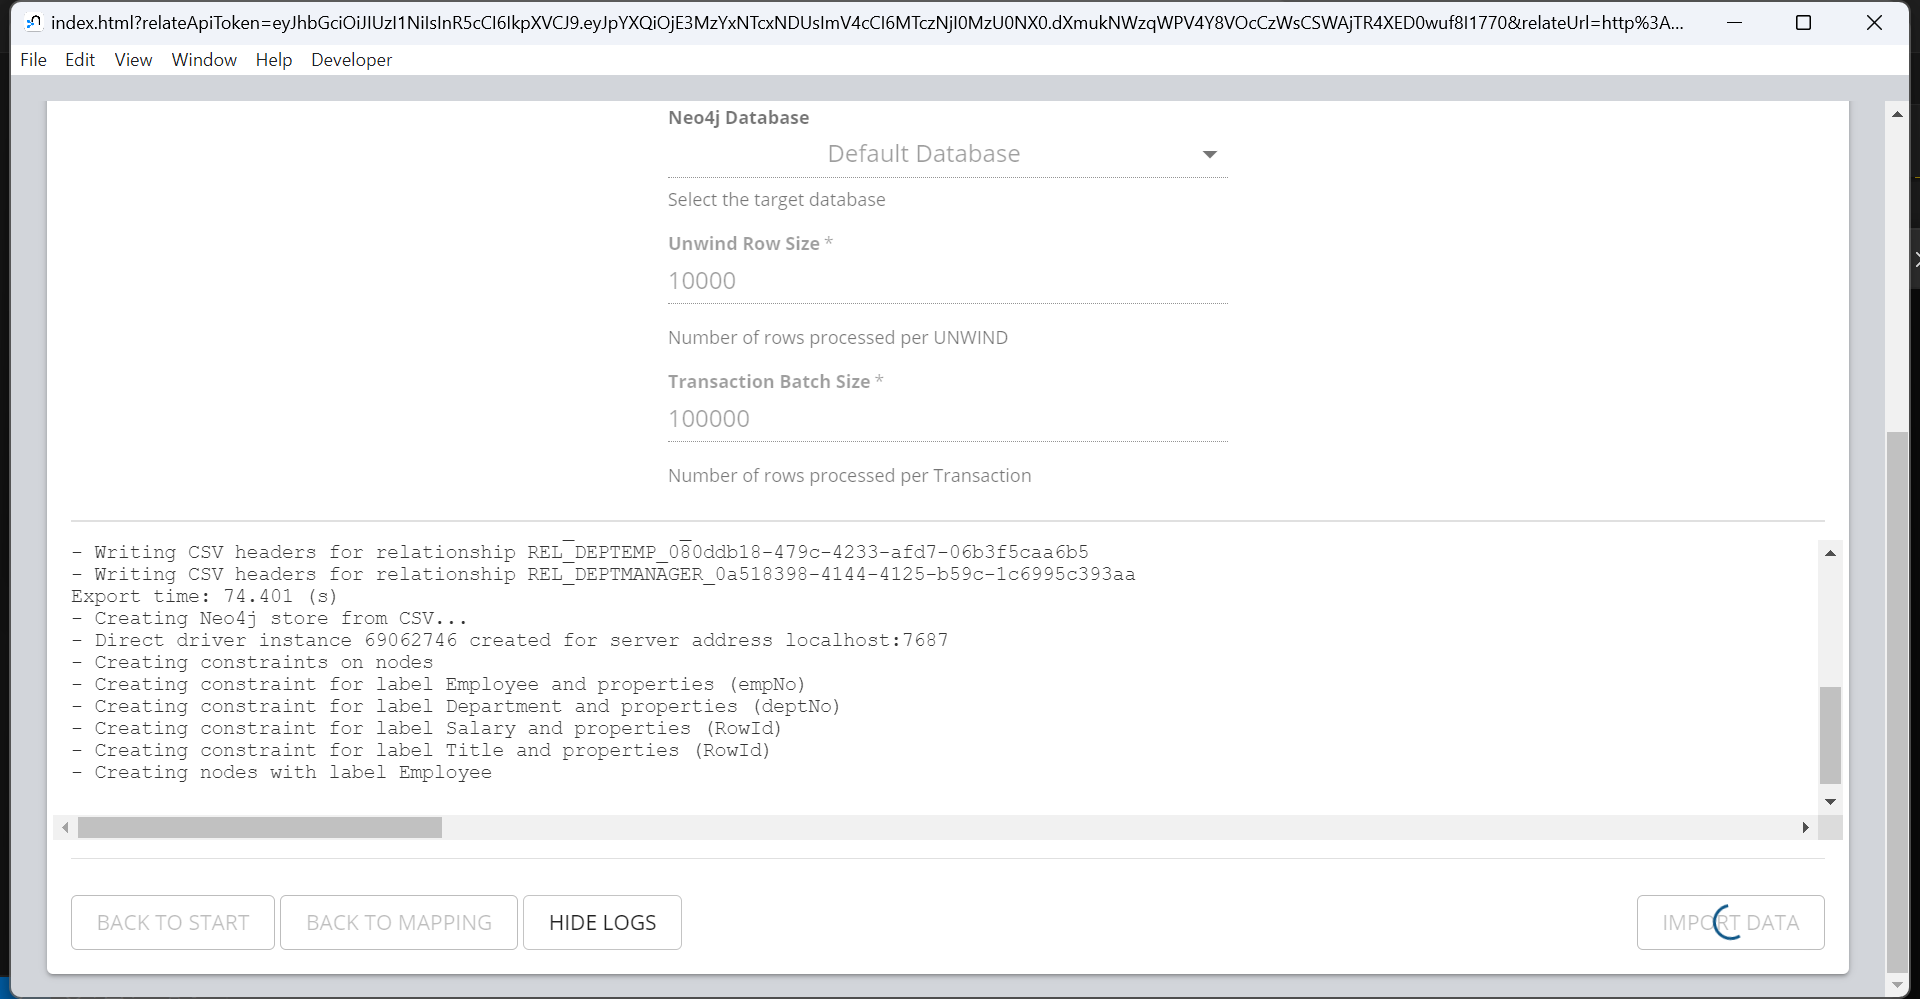 index.html?relateApiToken=eyJhbGciOiJIUzI1NiIsInR5cCI6IkpXVCJ9.eyJpYXQiOjE3MzYxNTcxNDUsImV4cCI6MTczNjI0MzU0NX0.dXmukNWzqWPV4Y8VOcCzWsCSWAjTR4XED0wuf8I1770&relateUrl=http%3A...
File Edit View Window Help Developer
Neo4j Database
Default Database
Select the target database
Unwind Row Size *
10000
Number of rows processed per UNWIND
Transaction Batch Size *
100000
Number of rows processed per Transaction
- Writing CSV headers for relationship REL_DEPTEMP_080ddb18-479c-4233-afd7-06b3f5caa6b5
- Writing CSV headers for relationship REL_DEPTMANAGER_0a518398-4144-4125-b59c-1c6995c393aa
Export time: 74.401 (s)
- Creating Neo4j store from CSV...
- Direct driver instance 69062746 created for server address localhost:7687
- Creating constraints on nodes
- Creating constraint for label Employee and properties (empNo)
- Creating constraint for label Department and properties (deptNo)
- Creating constraint for label Salary and properties (RowId)
- Creating constraint for label Title and properties (RowId)
- Creating nodes with label Employee
BACK TO START BACK TO MAPPING HIDE LOGS IMPORT DATA